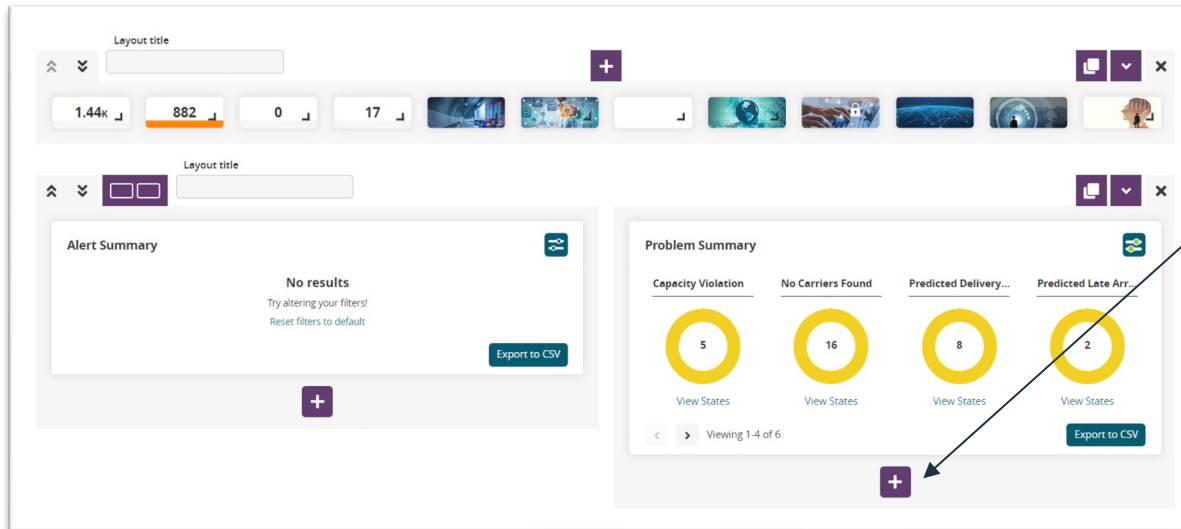 Layout title
1.44K
882
0
17
Layout title
Alert Summary
No results
Try altering your filters!
Reset filters to default
Export to CSV
Problem Summary
Capacity Violation
No Carriers Found
Predicted Delivery...
Predicted Late Arr...
5
16
8
2
View States
View States
View States
View States
Viewing 1-4 of 6
Export to CSV